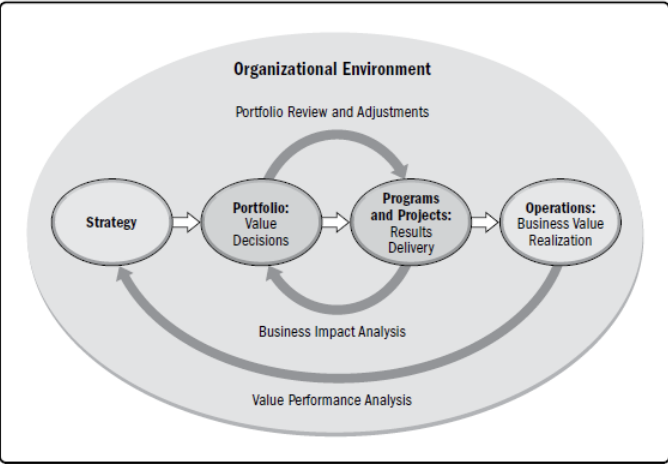 Organizational Environment
Portfolio Review and Adjustments
Strategy
Portfolio:
Value
Decisions
Programs
and Projects:
Results
Delivery
Operations:
Business Value
Realization
Business Impact Analysis
Value Performance Analysis